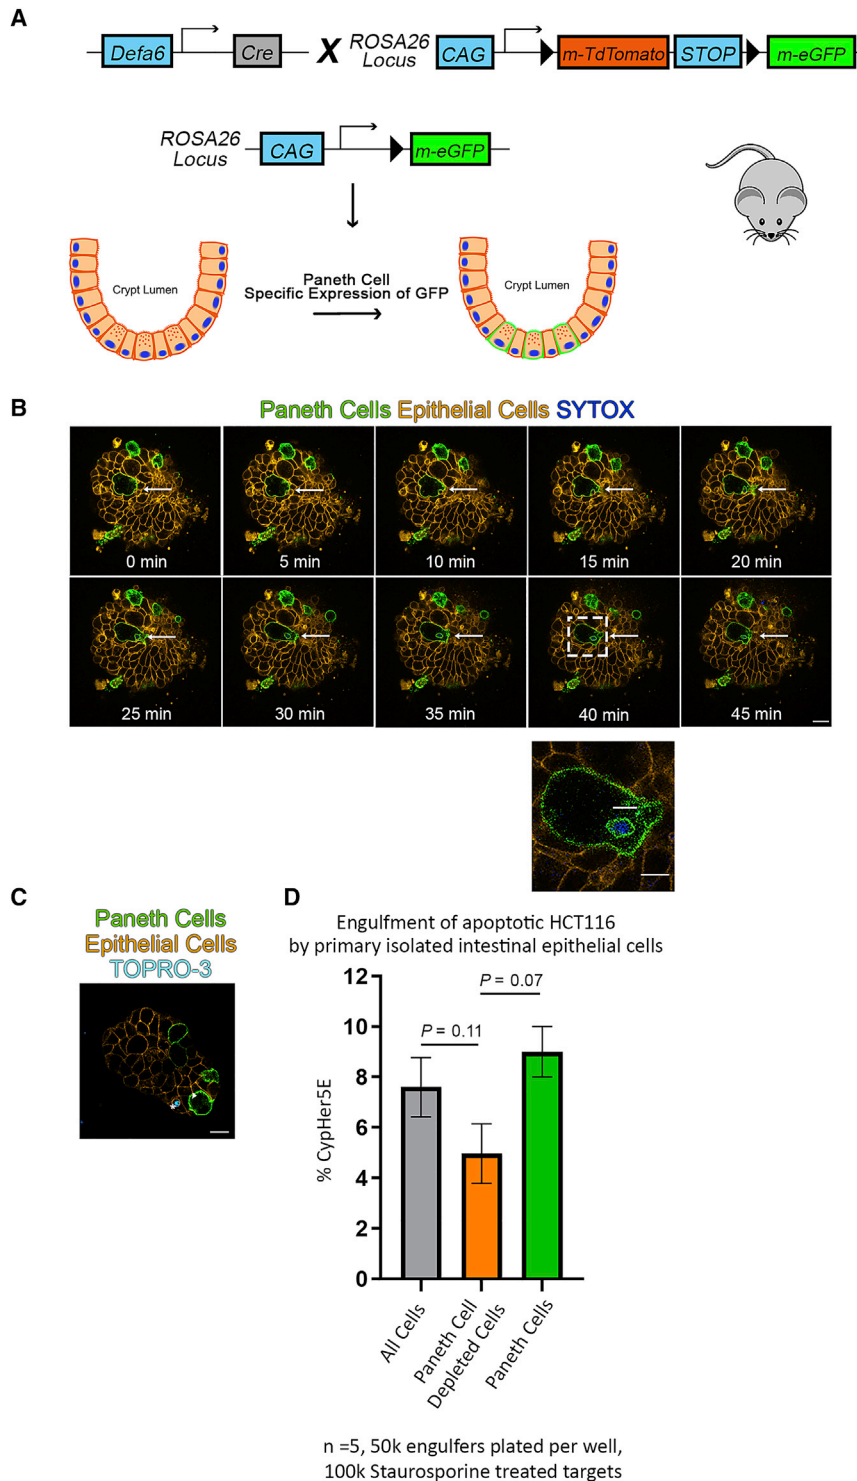 A
Defa6
Cre
X
ROSA26
Locus
CAG
m-TdTomato
STOP
m-eGFP
ROSA26
Locus
CAG
m-eGFP
Crypt Lumen
Paneth Cell
Specific Expression of GFP
Crypt Lumen
B
Paneth Cells Epithelial Cells SYTOX
0 min
5 min
10 min
15 min
20 min
25 min
30 min
35 min
40 min
45 min
C
Paneth Cells
Epithelial Cells
TOPRO-3
*
D
Engulfment of apoptotic HCT116
by primary isolated intestinal epithelial cells
% CypHer5E
12
10
8
6
4
2
0
P = 0.11
P = 0.07
All Cells
Paneth Cell
Depleted Cells
Paneth Cells
n =5, 50k engulfers plated per well,
100k Staurosporine treated targets